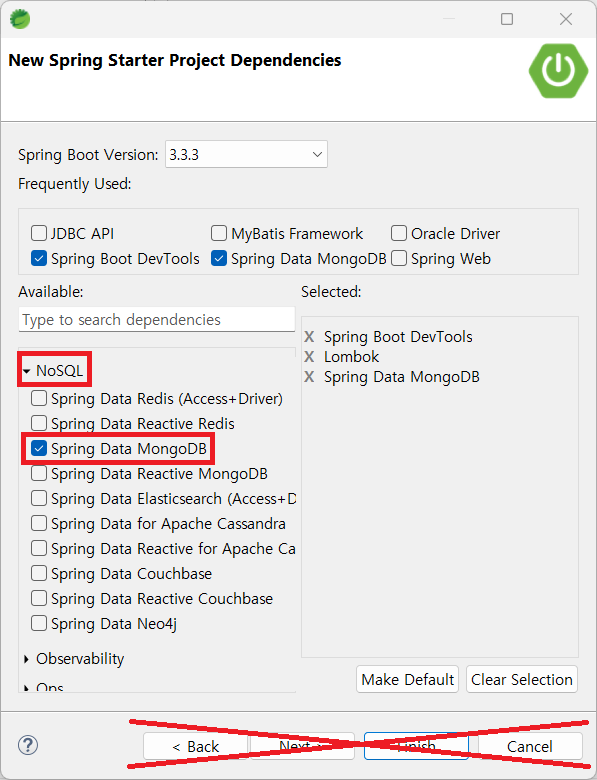 New Spring Starter Project Dependencies
Spring Boot Version: 3.3.3
Frequently Used:
JDBC API MyBatis Framework Oracle Driver
Spring Boot DevTools Spring Data MongoDB Spring Web
Available: Selected:
Type to search dependencies
X Spring Boot DevTools
X Lombok
X Spring Data MongoDB
NoSQL
Spring Data Redis (Access+Driver)
Spring Data Reactive Redis
Spring Data MongoDB
Spring Data Reactive MongoDB
Spring Data Elasticsearch (Access+D
Spring Data for Apache Cassandra
Spring Data Reactive for Apache Ca
Spring Data Couchbase
Spring Data Reactive Couchbase
Spring Data Neo4j
Observability
Ops
Make Default Clear Selection
? < Back Next > Finish Cancel